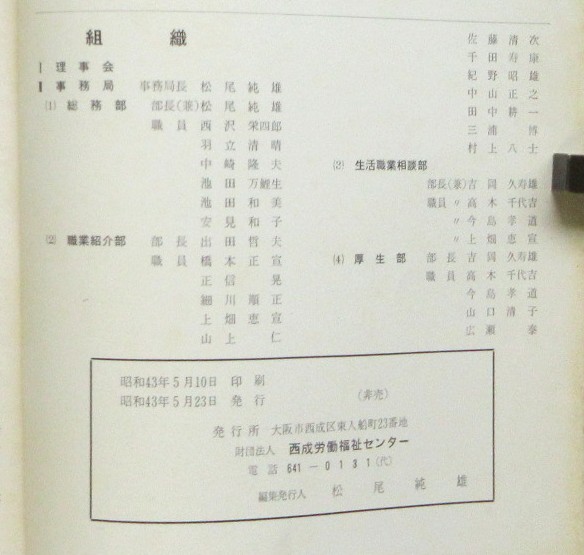 組織
I 理事会
II 事務局 事務局長 松尾純雄
(1) 総務部 部長(兼)松尾純雄
職員 西沢栄四郎
羽立清晴
中崎隆夫
池田万鯉生
池田和美
安見和子
(2) 職業紹介部 部長 出田哲夫
職員 橋本正宣
正信晃
細川順正
上畑恵宣
山上仁
佐藤清次
千田寿康
紀野昭雄
中山正之
田中耕一
三浦博
村上八士
(3) 生活職業相談部
部長(兼)吉岡久寿雄
職員〃高木千代吉
〃今島孝道
〃上畑恵宣
(4) 厚生部 部長 吉岡久寿雄
職員 高木千代吉
今島孝道
山口清子
広瀬泰
昭和43年5月10日 印刷
昭和43年5月23日 発行 (非売)
発行所 大阪市西成区東入船町23番地
財団法人 西成労働福祉センター
電話 641-0131(代)
編集発行人 松尾純雄